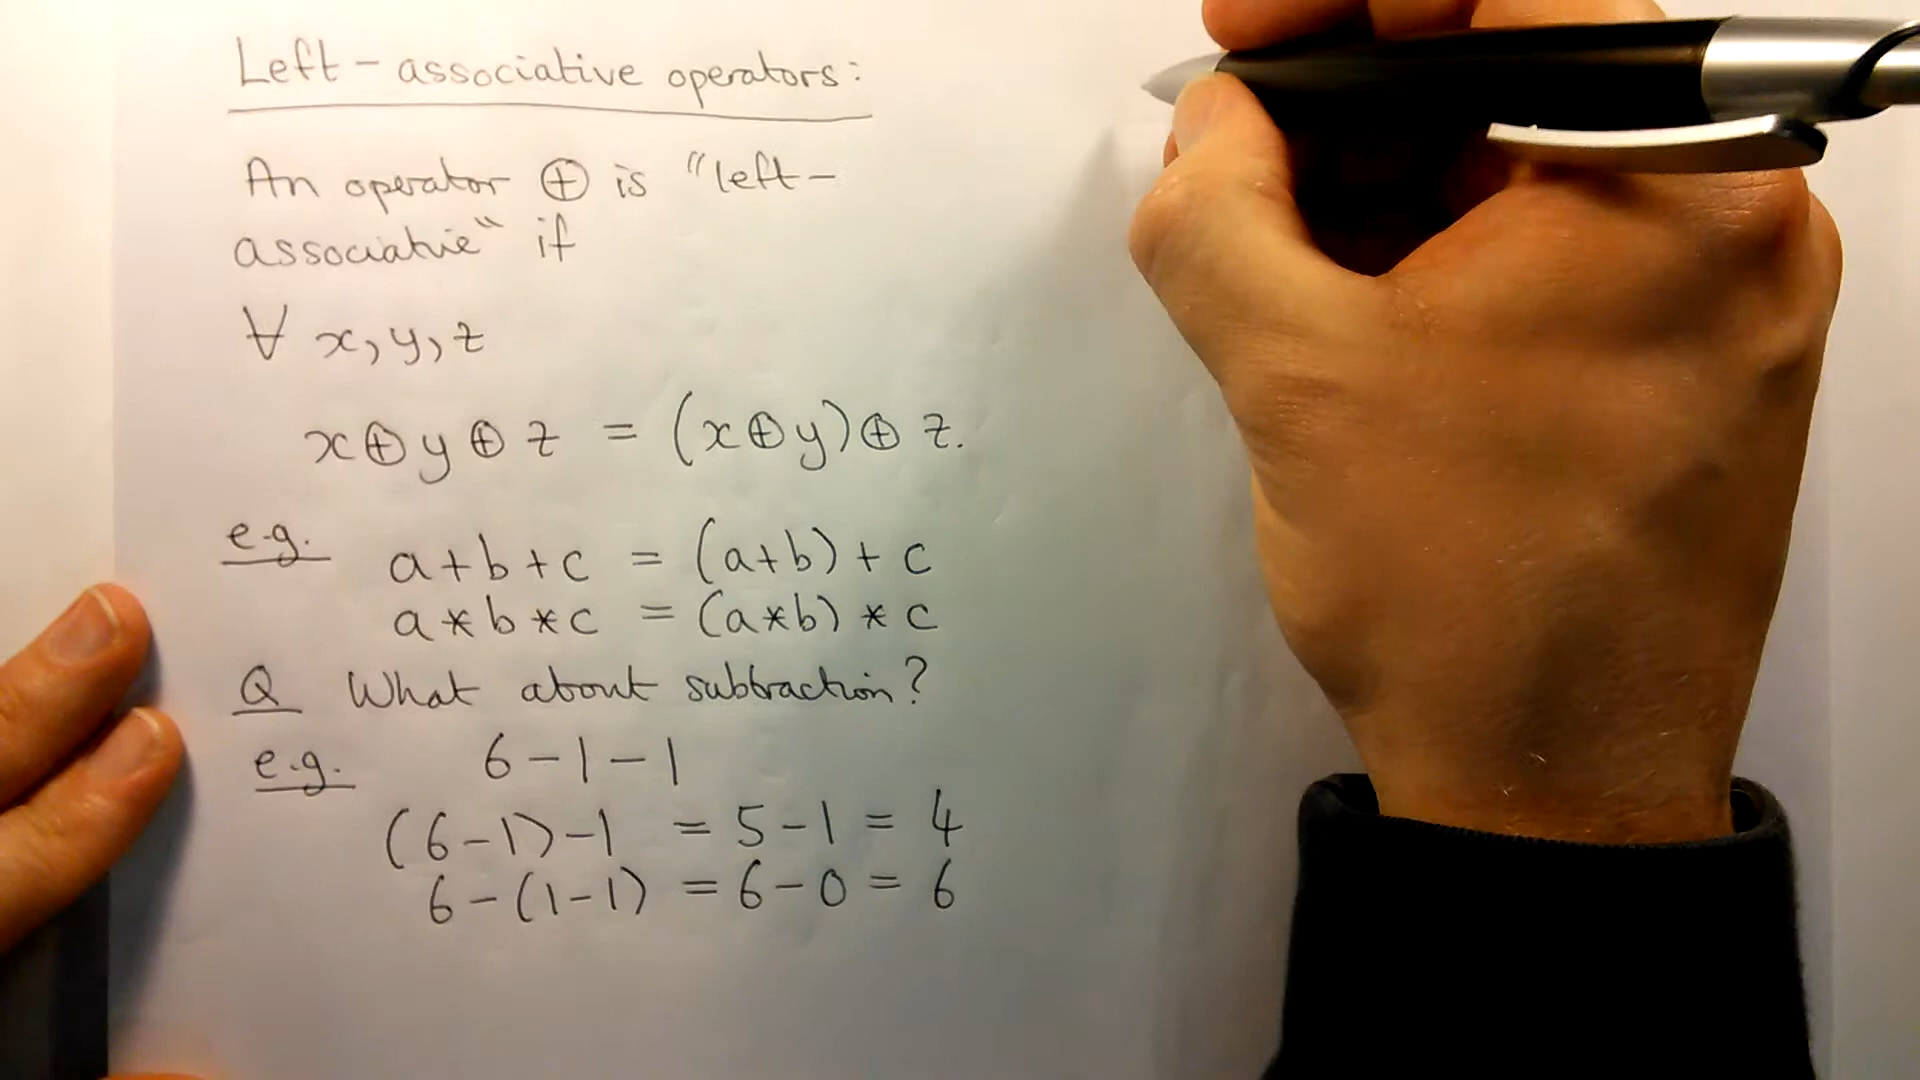 Left-associative operators:
An operator ⊕ is "left-
associative" if
∀ x, y, z
x ⊕ y ⊕ z = (x ⊕ y) ⊕ z.
e.g. a + b + c = (a+b) + c
a * b * c = (a*b) * c
Q What about subtraction?
e.g. 6 - 1 - 1
(6-1)-1 = 5-1 = 4
6-(1-1) = 6-0 = 6